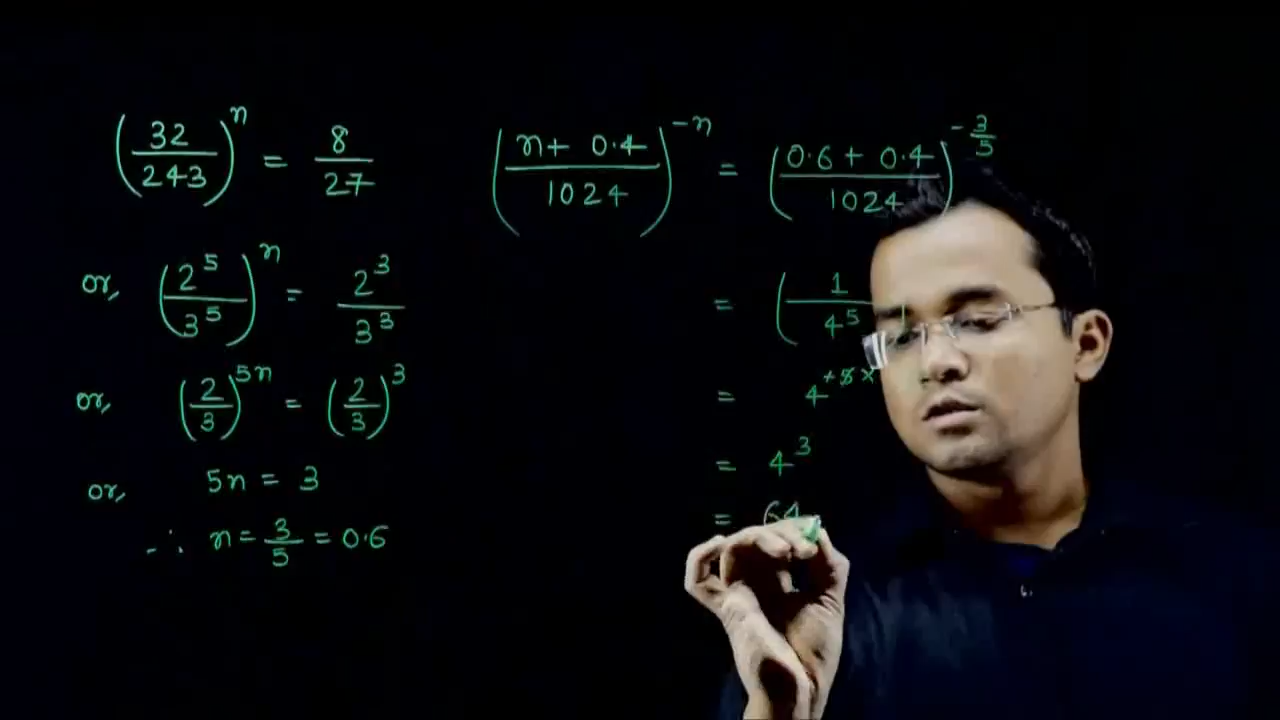 (32/243)^n = 8/27
or, (2^5/3^5)^n = 2^3/3^3
or, (2/3)^5n = (2/3)^3
or, 5n = 3
∴ n = 3/5 = 0.6
((n + 0.4)/1024)^-n = ((0.6 + 0.4)/1024)^-3/5
= (1/4^5
= 4^+5 ×
= 4^3
= 64